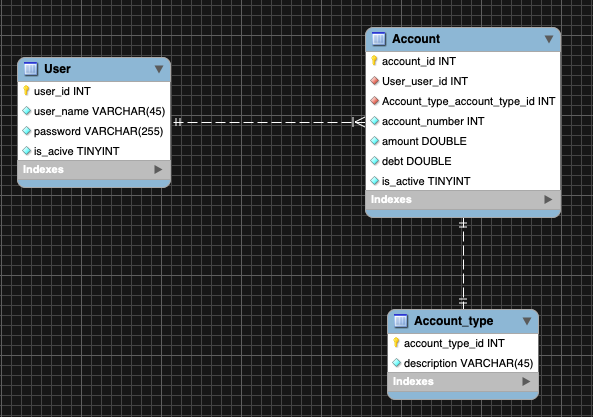 User
user_id INT
user_name VARCHAR(45)
password VARCHAR(255)
is_acive TINYINT
Indexes
Account
account_id INT
User_user_id INT
Account_type_account_type_id INT
account_number INT
amount DOUBLE
debt DOUBLE
is_active TINYINT
Indexes
Account_type
account_type_id INT
description VARCHAR(45)
Indexes